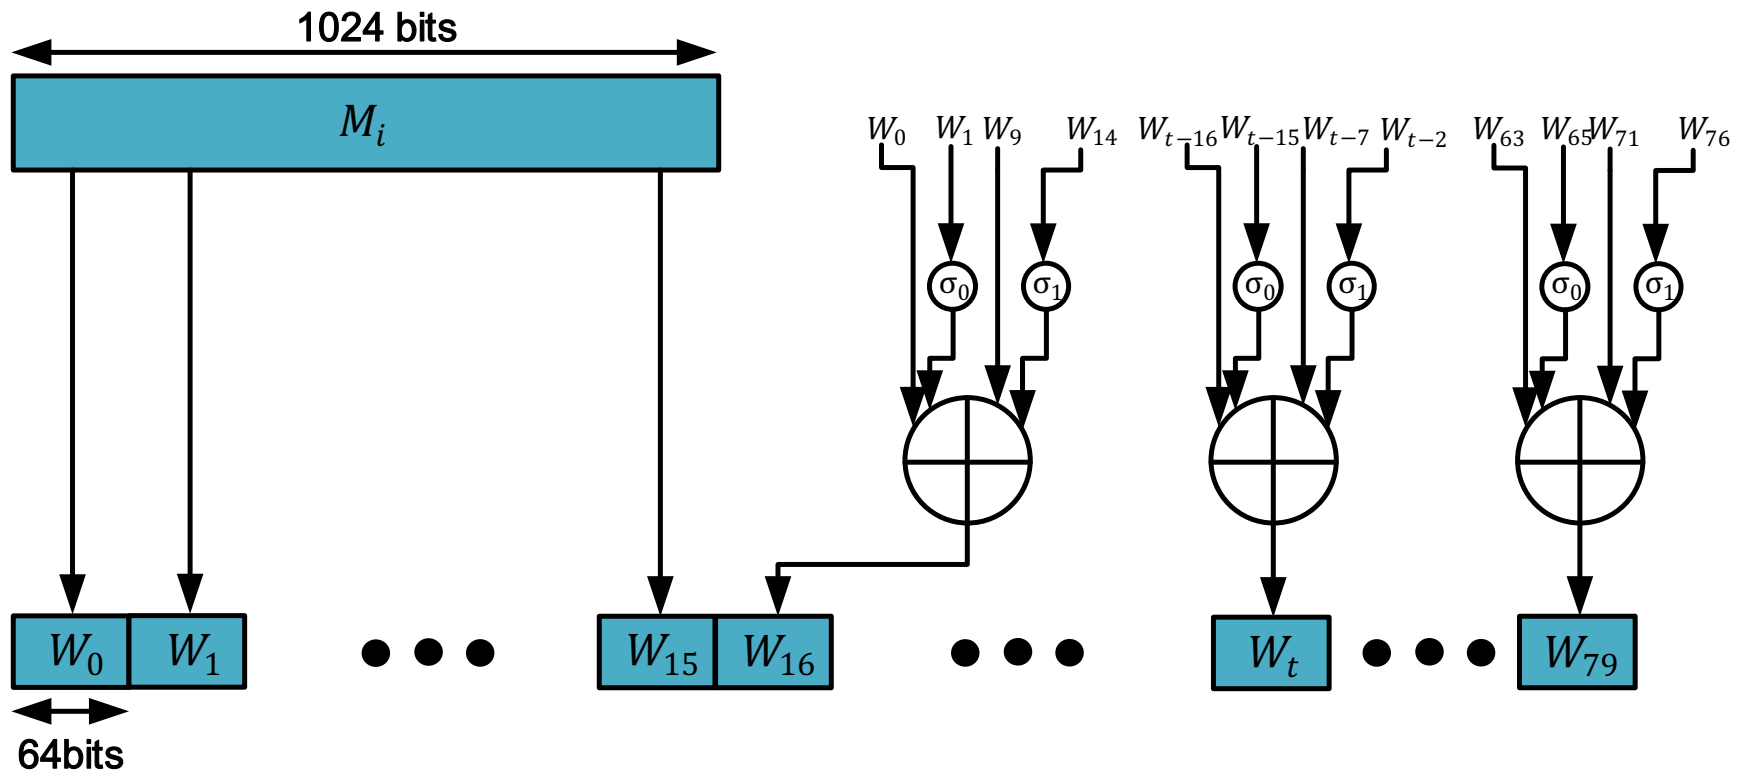 1024 bits
M_i
W_0 W_1 W_9 W_14 W_{t−16} W_{t−15} W_{t−7} W_{t−2} W_63 W_65 W_71 W_76
σ_0 σ_1 σ_0 σ_1 σ_0 σ_1
W_0 W_1 W_15 W_16 W_t W_79
64bits